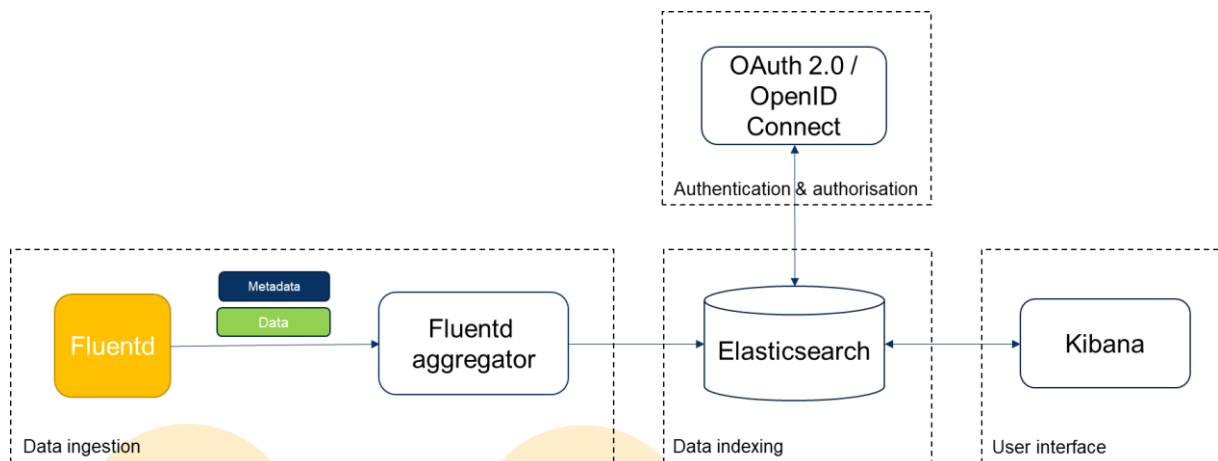 OAuth 2.0 /
OpenID
Connect
Authentication & authorisation
Metadata
Data
Fluentd
Fluentd
aggregator
Elasticsearch
Kibana
Data ingestion
Data indexing
User interface